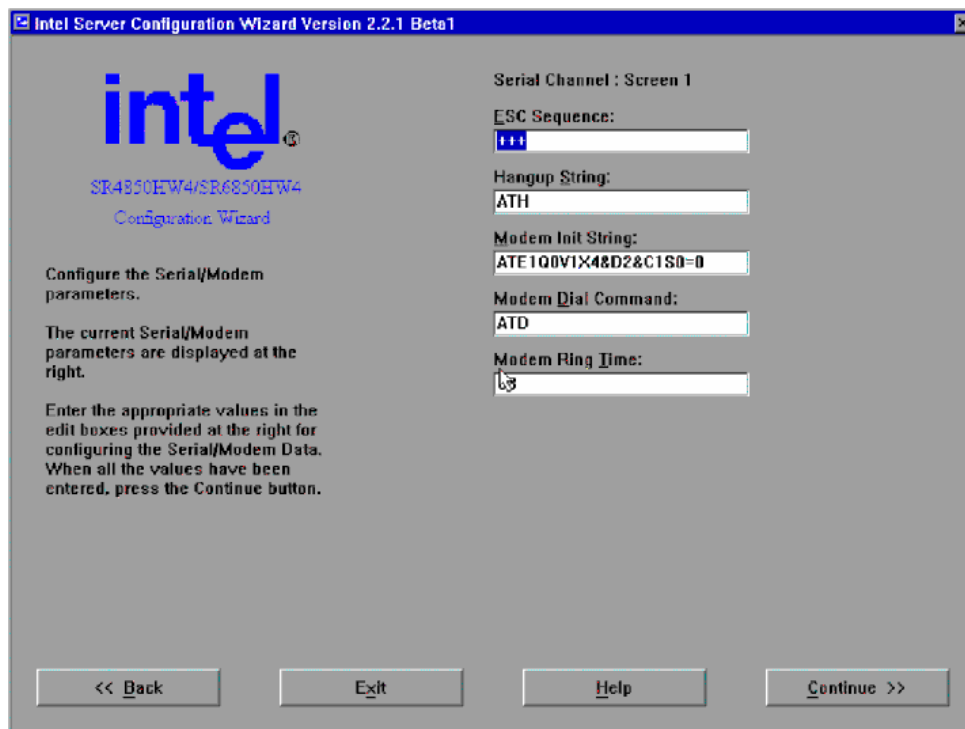 Intel Server Configuration Wizard Version 2.2.1 Beta1
intel®
SR4850HW4/SR6850HW4
Configuration Wizard
Configure the Serial/Modem
parameters.
The current Serial/Modem
parameters are displayed at the
right.
Enter the appropriate values in the
edit boxes provided at the right for
configuring the Serial/Modem Data.
When all the values have been
entered, press the Continue button.
Serial Channel : Screen 1
ESC Sequence:
+++
Hangup String:
ATH
Modem Init String:
ATE1Q0V1X4&D2&C1S0=0
Modem Dial Command:
ATD
Modem Ring Time:
<< Back
Exit
Help
Continue >>